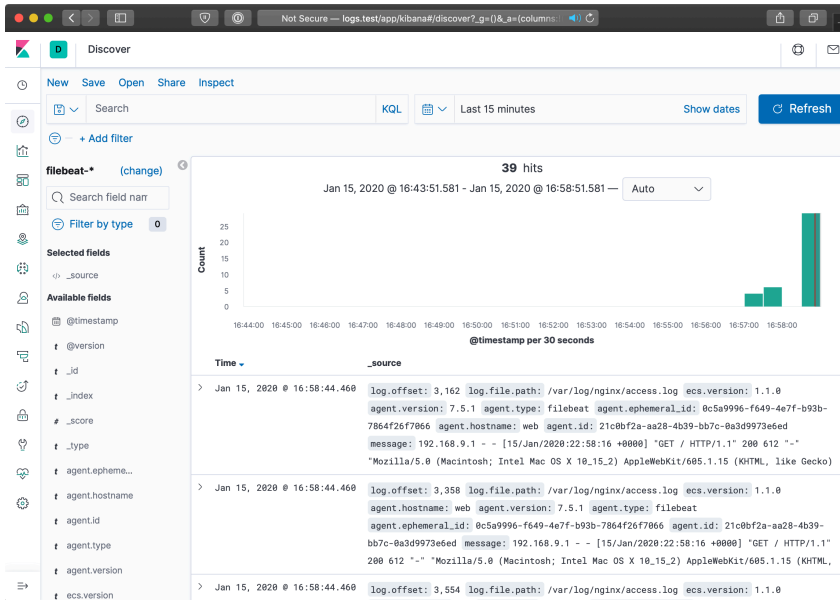 Not Secure — logs.test/app/kibana#/discover?_g=()&_a=(columns:
D Discover
New Save Open Share Inspect
Search KQL Last 15 minutes Show dates Refresh
+ Add filter
filebeat-* (change)
Search field nam
Filter by type 0
Selected fields
</> _source
Available fields
@timestamp
t @version
t _id
t _index
# _score
t _type
t agent.epheme...
t agent.hostname
t agent.id
t agent.type
t agent.version
t ecs.version
39 hits
Jan 15, 2020 @ 16:43:51.581 - Jan 15, 2020 @ 16:58:51.581 — Auto
Count
25
20
15
10
5
0
16:44:00 16:45:00 16:46:00 16:47:00 16:48:00 16:49:00 16:50:00 16:51:00 16:52:00 16:53:00 16:54:00 16:55:00 16:56:00 16:57:00 16:58:00
@timestamp per 30 seconds
Time _source
Jan 15, 2020 @ 16:58:44.460 log.offset: 3,162 log.file.path: /var/log/nginx/access.log ecs.version: 1.1.0
agent.version: 7.5.1 agent.type: filebeat agent.ephemeral_id: 0c5a9996-f649-4e7f-b93b-
7864f26f7066 agent.hostname: web agent.id: 21c0bf2a-aa28-4b39-bb7c-0a3d9973e6ed
message: 192.168.9.1 - - [15/Jan/2020:22:58:16 +0000] "GET / HTTP/1.1" 200 612 "-"
"Mozilla/5.0 (Macintosh; Intel Mac OS X 10_15_2) AppleWebKit/605.1.15 (KHTML, like Gecko)
Jan 15, 2020 @ 16:58:44.460 log.offset: 3,358 log.file.path: /var/log/nginx/access.log ecs.version: 1.1.0
agent.hostname: web agent.version: 7.5.1 agent.type: filebeat
agent.ephemeral_id: 0c5a9996-f649-4e7f-b93b-7864f26f7066 agent.id: 21c0bf2a-aa28-4b39-
bb7c-0a3d9973e6ed message: 192.168.9.1 - - [15/Jan/2020:22:58:16 +0000] "GET / HTTP/1.1"
200 612 "-" "Mozilla/5.0 (Macintosh; Intel Mac OS X 10_15_2) AppleWebKit/605.1.15 (KHTML,
Jan 15, 2020 @ 16:58:44.460 log.offset: 3,554 log.file.path: /var/log/nginx/access.log ecs.version: 1.1.0